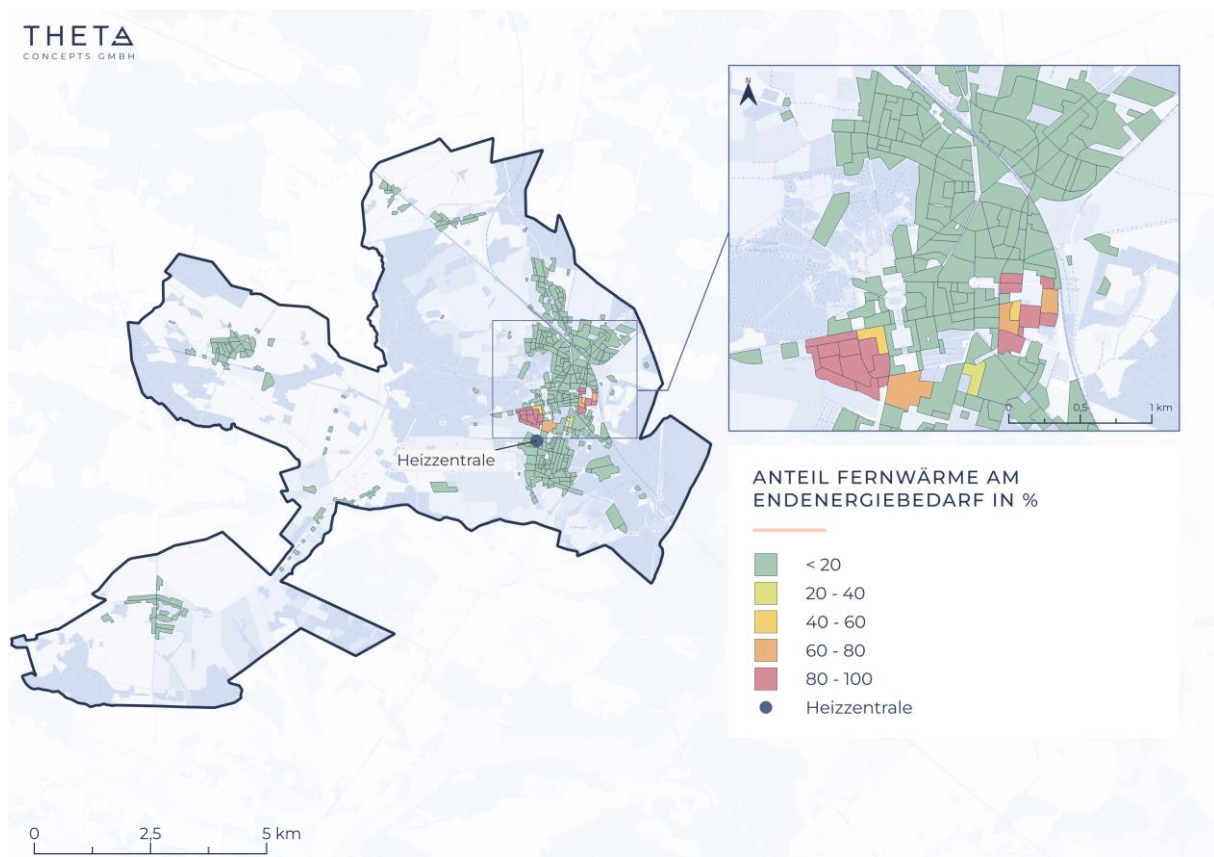 THETA
CONCEPTS GMBH
N
0 0,5 1 km
Heizzentrale
ANTEIL FERNWÄRME AM
ENDENERGIEBEDARF IN %
< 20
20 - 40
40 - 60
60 - 80
80 - 100
Heizzentrale
0 2,5 5 km